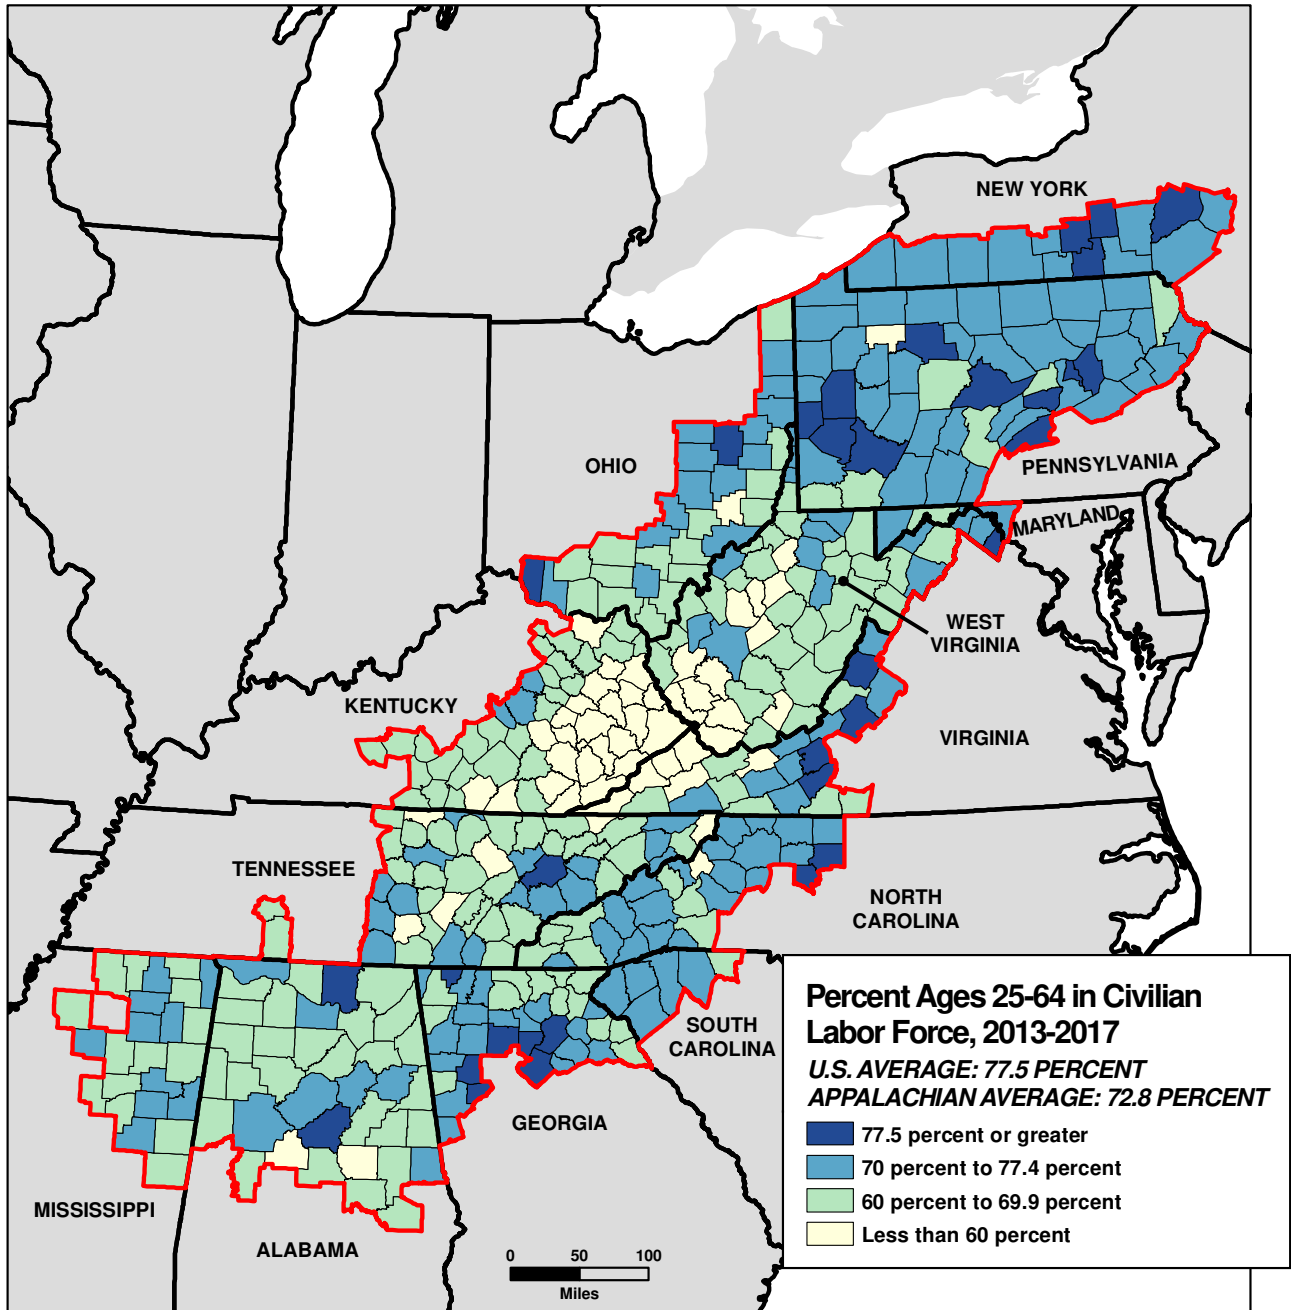 NEW YORK
OHIO
PENNSYLVANIA
MARYLAND
WEST
VIRGINIA
KENTUCKY
VIRGINIA
TENNESSEE
NORTH
CAROLINA
SOUTH
CAROLINA
GEORGIA
MISSISSIPPI
ALABAMA
0 50 100
Miles
Percent Ages 25-64 in Civilian
Labor Force, 2013-2017
U.S. AVERAGE: 77.5 PERCENT
APPALACHIAN AVERAGE: 72.8 PERCENT
77.5 percent or greater
70 percent to 77.4 percent
60 percent to 69.9 percent
Less than 60 percent